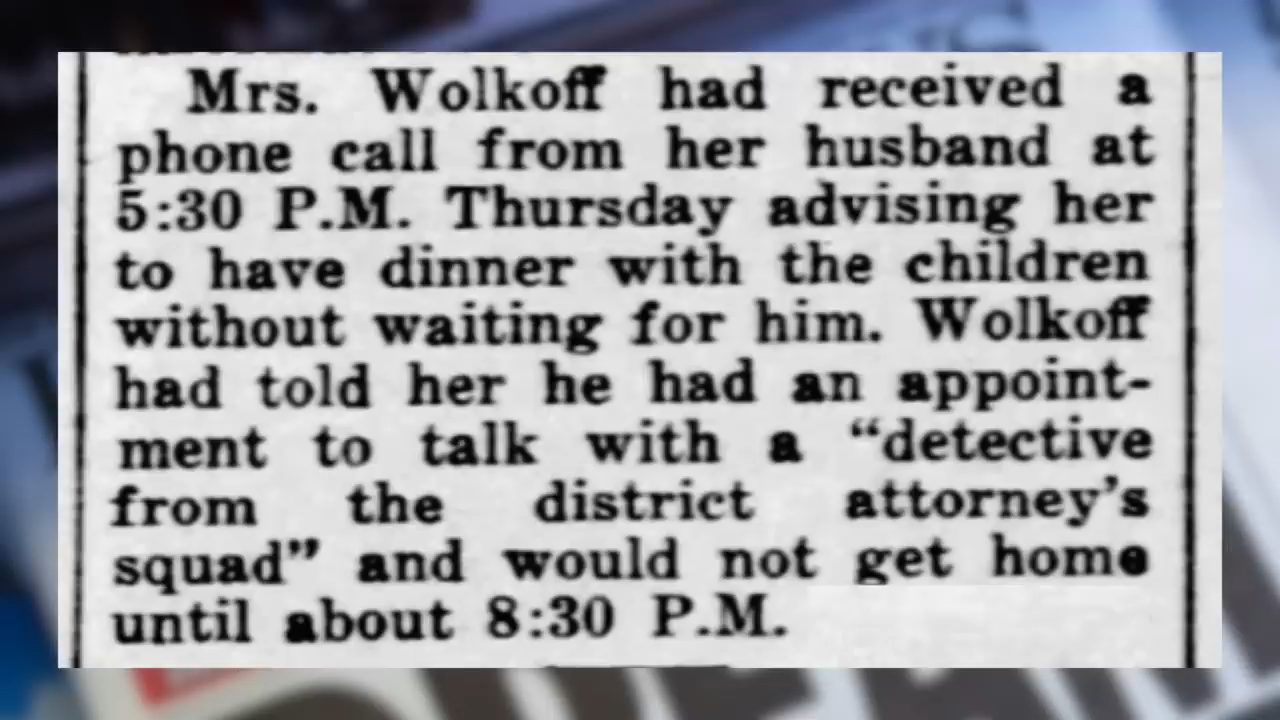 Mrs. Wolkoff had received a
phone call from her husband at
5:30 P.M. Thursday advising her
to have dinner with the children
without waiting for him. Wolkoff
had told her he had an appoint-
ment to talk with a “detective
from the district attorney’s
squad” and would not get home
until about 8:30 P.M.